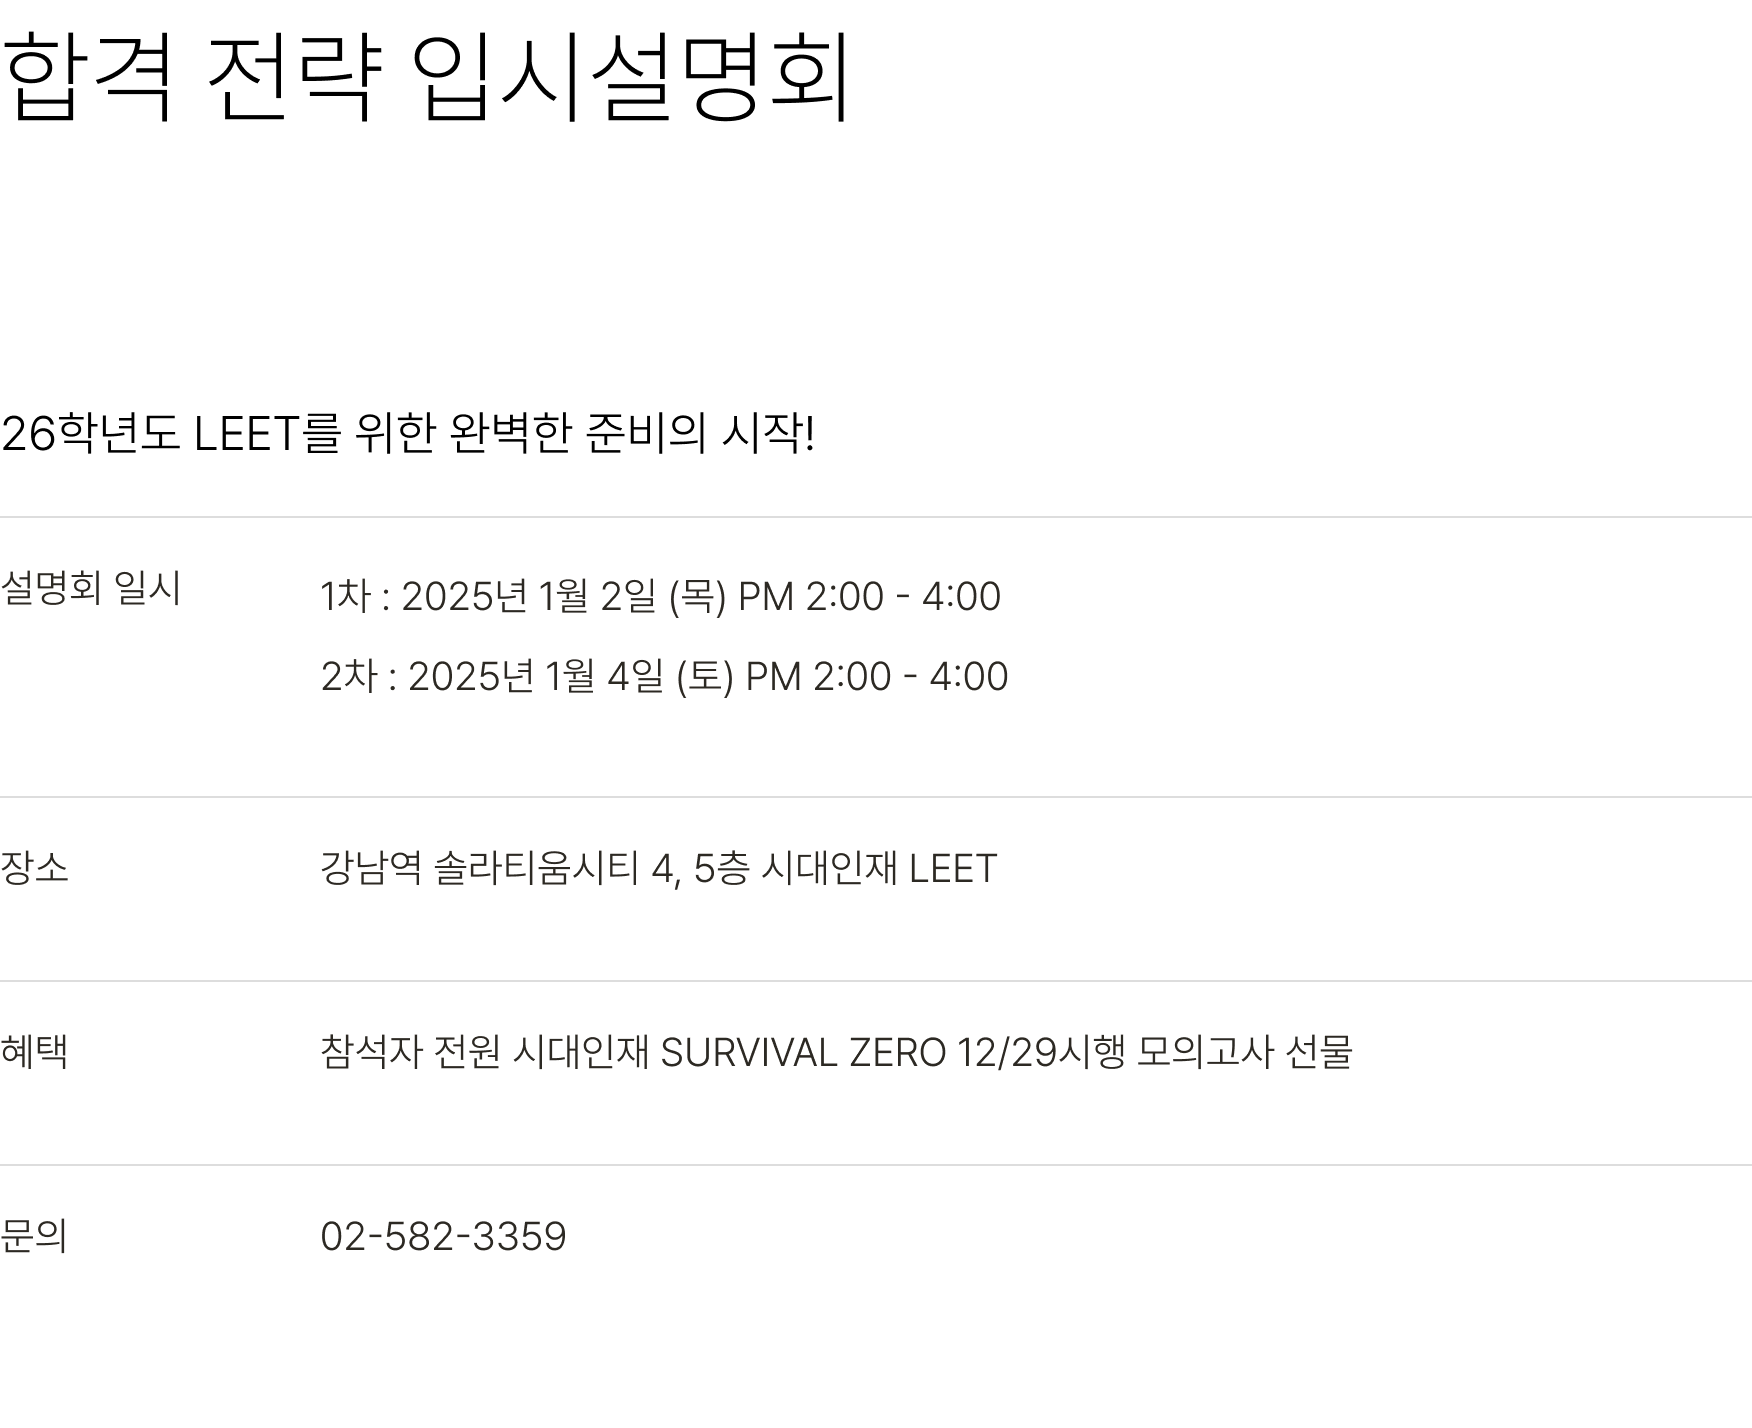 합격 전략 입시설명회
26학년도 LEET를 위한 완벽한 준비의 시작!
설명회 일시
1차 : 2025년 1월 2일 (목) PM 2:00 - 4:00
2차 : 2025년 1월 4일 (토) PM 2:00 - 4:00
장소
강남역 솔라티움시티 4, 5층 시대인재 LEET
혜택
참석자 전원 시대인재 SURVIVAL ZERO 12/29시행 모의고사 선물
문의
02-582-3359